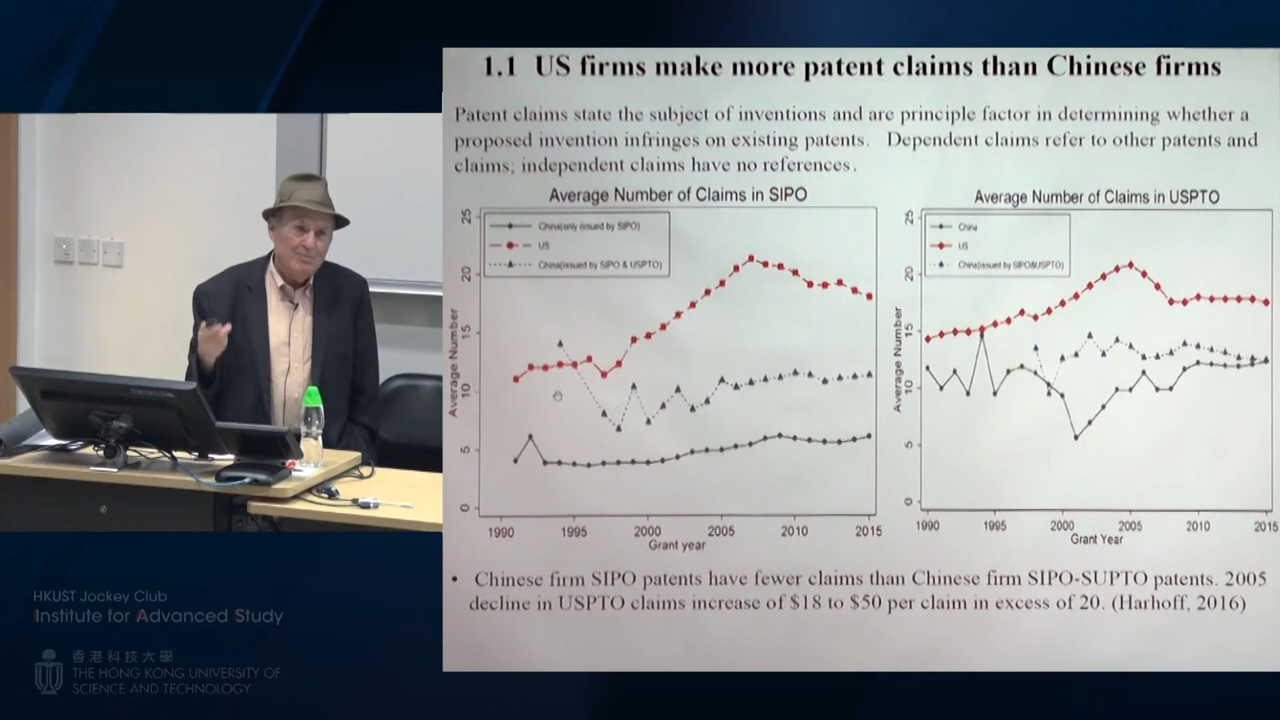 1.1 US firms make more patent claims than Chinese firms
Patent claims state the subject of inventions and are principle factor in determining whether a
proposed invention infringes on existing patents. Dependent claims refer to other patents and
claims; independent claims have no references.
Average Number of Claims in SIPO
China(only issued by SIPO)
US
China(issued by SIPO & USPTO)
Average Number
25
20
15
10
5
0
1990 1995 2000 2005 2010 2015
Grant year
Average Number of Claims in USPTO
China
US
China(issued by SIPO&USPTO)
Average Number
25
20
15
10
5
0
1990 1995 2000 2005 2010 2015
Grant Year
• Chinese firm SIPO patents have fewer claims than Chinese firm SIPO-SUPTO patents. 2005
decline in USPTO claims increase of $18 to $50 per claim in excess of 20. (Harhoff, 2016)
HKUST Jockey Club
Institute for Advanced Study
香港科技大學
THE HONG KONG UNIVERSITY OF
SCIENCE AND TECHNOLOGY